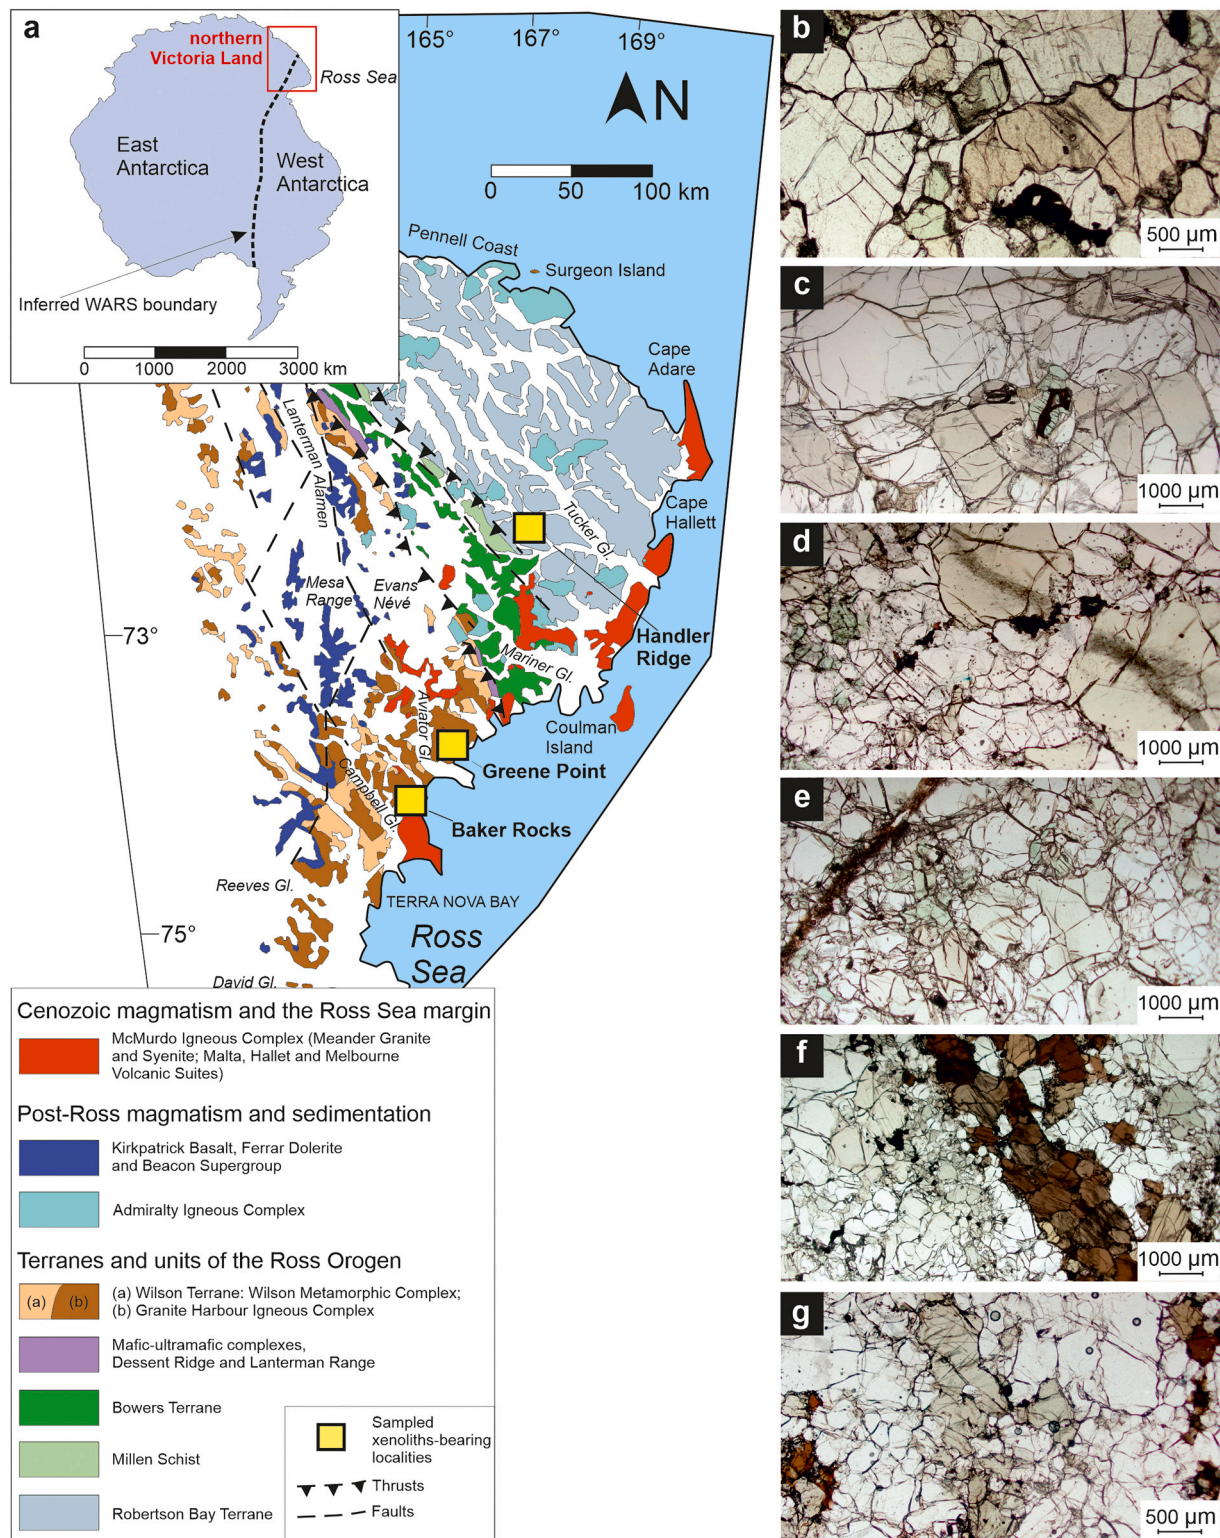 a
northern
Victoria Land
Ross Sea
East
Antarctica
West
Antarctica
Inferred WARS boundary
0 1000 2000 3000 km
165° 167° 169°
N
0 50 100 km
Pennell Coast
Surgeon Island
Cape
Adare
Lanterman
Alamen
Cape
Hallett
Tucker Gl.
Mesa
Range
Evans
Névé
73°
Handler
Ridge
Mariner Gl.
Aviator Gl.
Coulman
Island
Greene Point
Campbell Gl.
Baker Rocks
Reeves Gl.
TERRA NOVA BAY
75°
Ross
Sea
David Gl.
Cenozoic magmatism and the Ross Sea margin
McMurdo Igneous Complex (Meander Granite
and Syenite; Malta, Hallet and Melbourne
Volcanic Suites)
Post-Ross magmatism and sedimentation
Kirkpatrick Basalt, Ferrar Dolerite
and Beacon Supergroup
Admiralty Igneous Complex
Terranes and units of the Ross Orogen
(a) (b)
(a) Wilson Terrane: Wilson Metamorphic Complex;
(b) Granite Harbour Igneous Complex
Mafic-ultramafic complexes,
Dessent Ridge and Lanterman Range
Bowers Terrane
Millen Schist
Robertson Bay Terrane
Sampled
xenoliths-bearing
localities
Thrusts
Faults
b
500 µm
c
1000 µm
d
1000 µm
e
1000 µm
f
1000 µm
g
500 µm